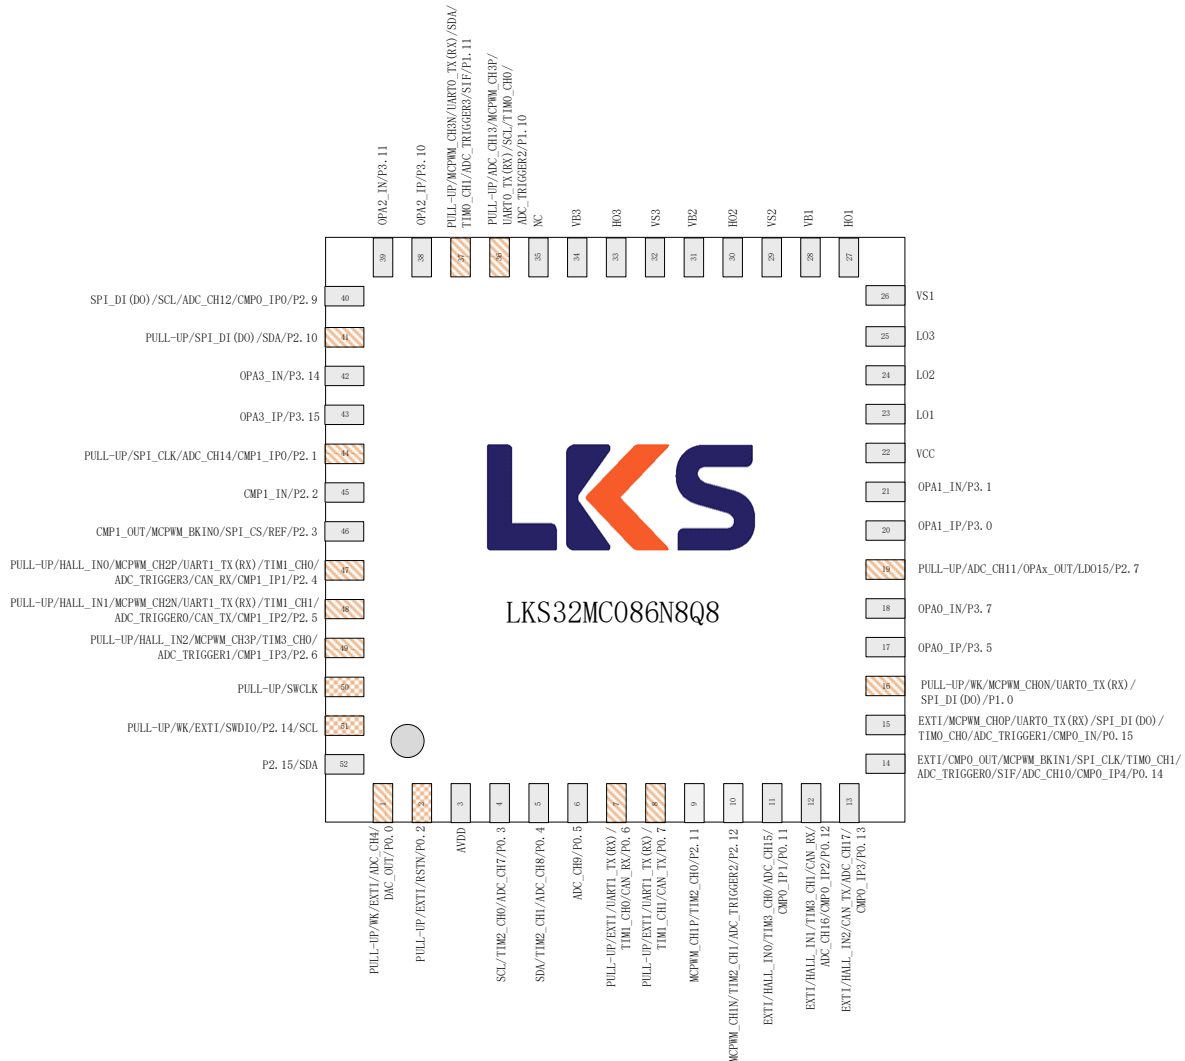 PULL-UP/MCPWM_CH3N/UART0_TX(RX)/SDA/
TIM0_CH1/ADC_TRIGGER3/SIF/P1.11
PULL-UP/ADC_CH13/MCPWM_CH3P/
UART0_TX(RX)/SCL/TIM0_CH0/
ADC_TRIGGER2/P1.10
OPA2_IN/P3.11
OPA2_IP/P3.10
NC
VB3
HO3
VS3
VB2
HO2
VS2
VB1
HO1
39
38
37
36
35
34
33
32
31
30
29
28
27
SPI_DI(DO)/SCL/ADC_CH12/CMP0_IP0/P2.9
40
PULL-UP/SPI_DI(DO)/SDA/P2.10
41
OPA3_IN/P3.14
42
OPA3_IP/P3.15
43
PULL-UP/SPI_CLK/ADC_CH14/CMP1_IP0/P2.1
44
CMP1_IN/P2.2
45
CMP1_OUT/MCPWM_BKIN0/SPI_CS/REF/P2.3
46
PULL-UP/HALL_IN0/MCPWM_CH2P/UART1_TX(RX)/TIM1_CH0/
ADC_TRIGGER3/CAN_RX/CMP1_IP1/P2.4
47
PULL-UP/HALL_IN1/MCPWM_CH2N/UART1_TX(RX)/TIM1_CH1/
ADC_TRIGGER0/CAN_TX/CMP1_IP2/P2.5
48
PULL-UP/HALL_IN2/MCPWM_CH3P/TIM3_CH0/
ADC_TRIGGER1/CMP1_IP3/P2.6
49
PULL-UP/SWCLK
50
PULL-UP/WK/EXTI/SWDIO/P2.14/SCL
51
P2.15/SDA
52
LKS
LKS32MC086N8Q8
26
VS1
25
LO3
24
LO2
23
LO1
22
VCC
21
OPA1_IN/P3.1
20
OPA1_IP/P3.0
19
PULL-UP/ADC_CH11/OPAx_OUT/LDO15/P2.7
18
OPA0_IN/P3.7
17
OPA0_IP/P3.5
16
PULL-UP/WK/MCPWM_CH0N/UART0_TX(RX)/
SPI_DI(DO)/P1.0
15
EXTI/MCPWM_CH0P/UART0_TX(RX)/SPI_DI(DO)/
TIM0_CH0/ADC_TRIGGER1/CMP0_IN/P0.15
14
EXTI/CMP0_OUT/MCPWM_BKIN1/SPI_CLK/TIM0_CH1/
ADC_TRIGGER0/SIF/ADC_CH10/CMP0_IP4/P0.14
1
2
3
4
5
6
7
8
9
10
11
12
13
PULL-UP/WK/EXTI/ADC_CH4/
DAC_OUT/P0.0
PULL-UP/EXTI/RSTN/P0.2
AVDD
SCL/TIM2_CH0/ADC_CH7/P0.3
SDA/TIM2_CH1/ADC_CH8/P0.4
ADC_CH9/P0.5
PULL-UP/EXTI/UART1_TX(RX)/
TIM1_CH0/CAN_RX/P0.6
PULL-UP/EXTI/UART1_TX(RX)/
TIM1_CH1/CAN_TX/P0.7
MCPWM_CH1P/TIM2_CH0/P2.11
MCPWM_CH1N/TIM2_CH1/ADC_TRIGGER2/P2.12
EXTI/HALL_IN0/TIM3_CH0/ADC_CH15/
CMP0_IP1/P0.11
EXTI/HALL_IN1/TIM3_CH1/CAN_RX/
ADC_CH16/CMP0_IP2/P0.12
EXTI/HALL_IN2/CAN_TX/ADC_CH17/
CMP0_IP3/P0.13